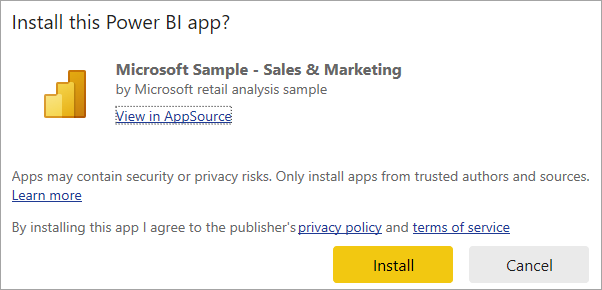 Install this Power BI app?
Microsoft Sample - Sales & Marketing
by Microsoft retail analysis sample
View in AppSource
Apps may contain security or privacy risks. Only install apps from trusted authors and sources.
Learn more
By installing this app I agree to the publisher's privacy policy and terms of service
Install Cancel